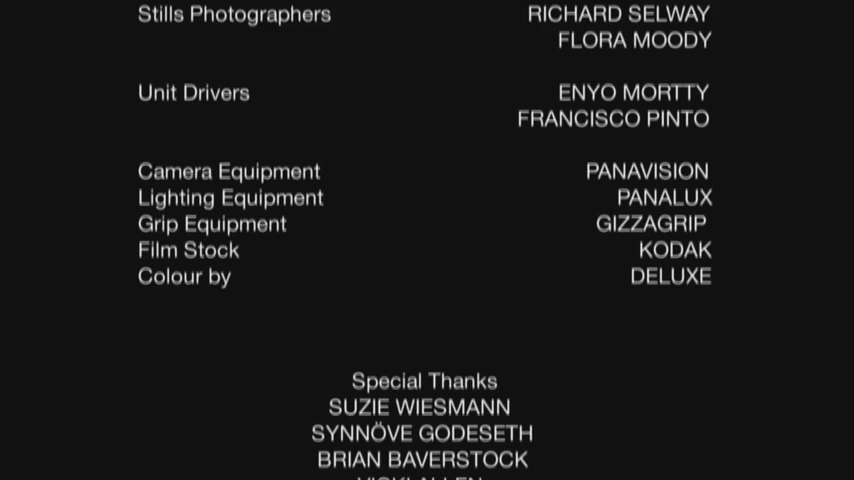 Stills Photographers RICHARD SELWAY
FLORA MOODY
Unit Drivers ENYO MORTTY
FRANCISCO PINTO
Camera Equipment PANAVISION
Lighting Equipment PANALUX
Grip Equipment GIZZAGRIP
Film Stock KODAK
Colour by DELUXE
Special Thanks
SUZIE WIESMANN
SYNNÖVE GODESETH
BRIAN BAVERSTOCK